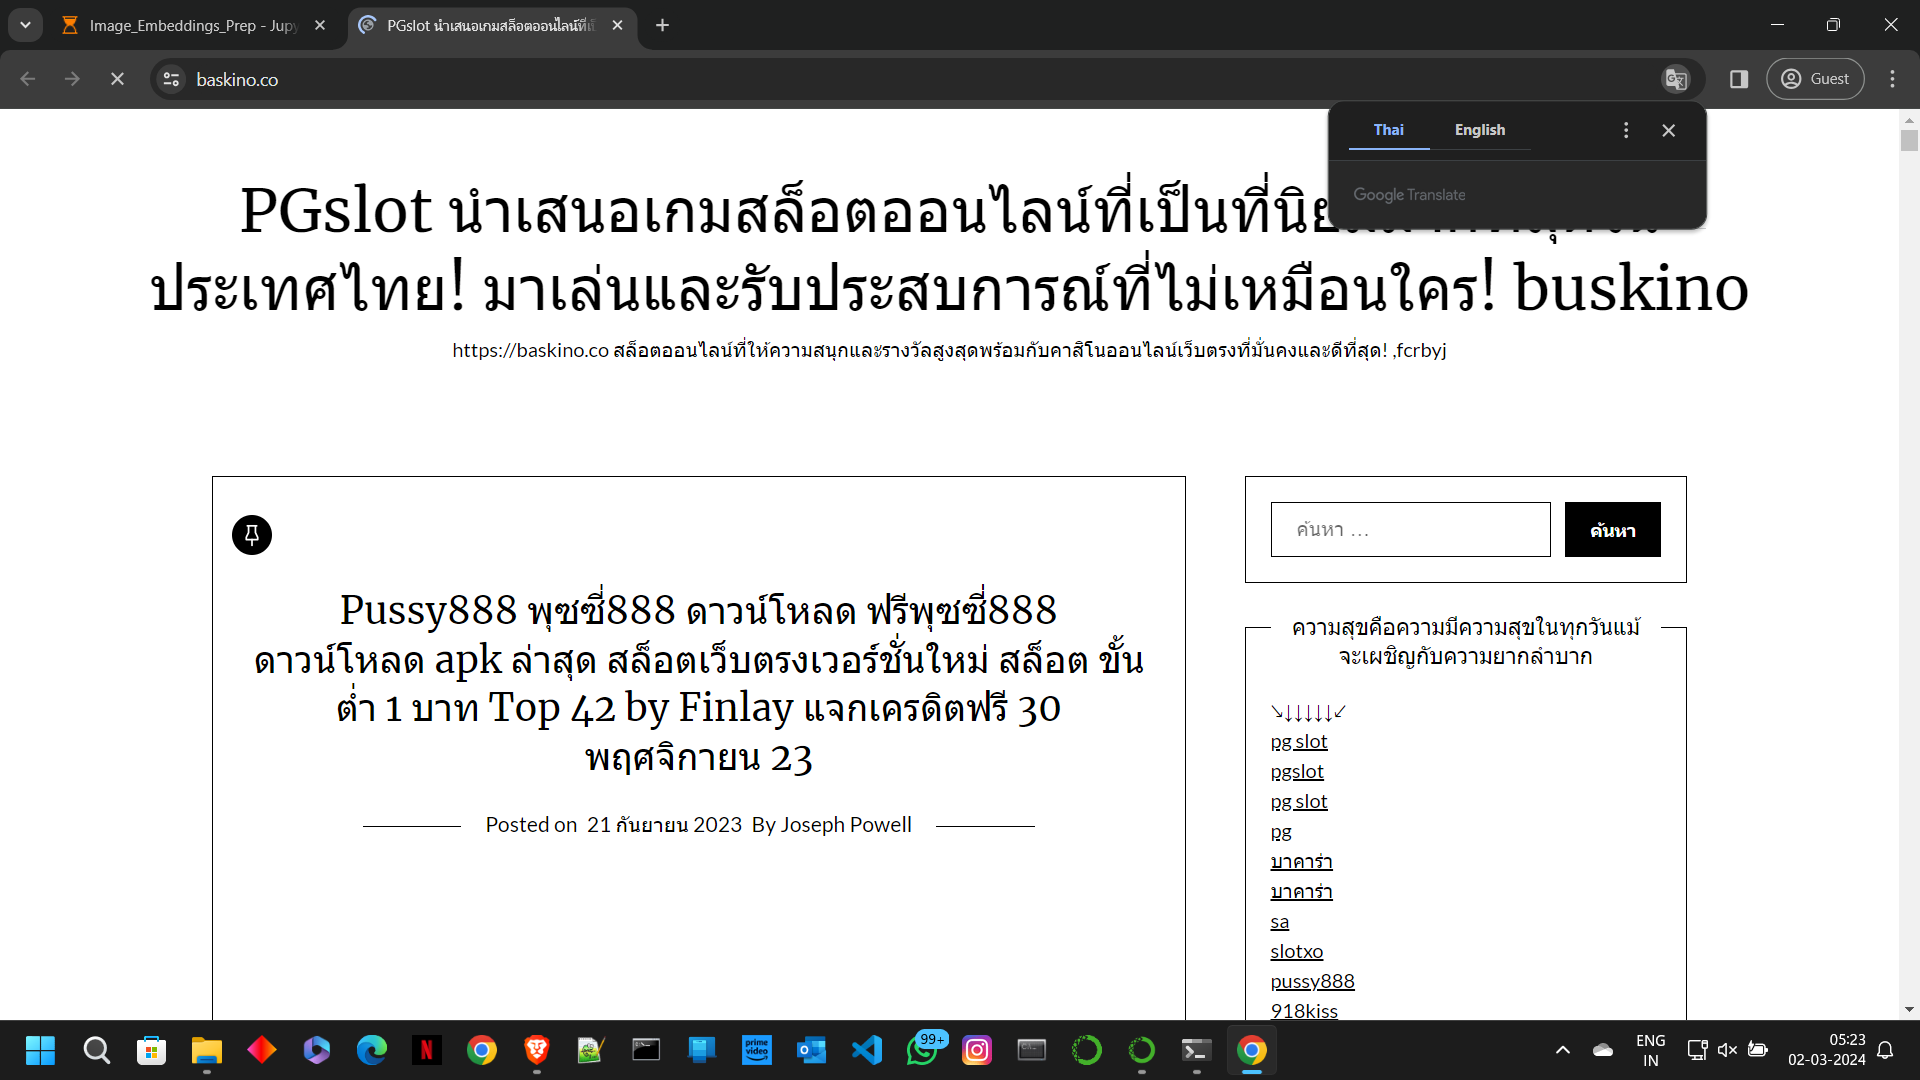 Image_Embeddings_Prep - Jupy
PGslot นำเสนอเกมสล็อตออนไลน์ที่เป็
baskino.co
Guest
Thai English
Google Translate
PGslot นำเสนอเกมสล็อตออนไลน์ที่เป็นที่
ประเทศไทย! มาเล่นและรับประสบการณ์ที่ไม่เหมือนใคร! buskino
https://baskino.co สล็อตออนไลน์ที่ให้ความสนุกและรางวัลสูงสุดพร้อมกับคาสิโนออนไลน์เว็บตรงที่มั่นคงและดีที่สุด! ,fcrbyj
Pussy888 พุซซี่888 ดาวน์โหลด ฟรีพุซซี่888
ดาวน์โหลด apk ล่าสุด สล็อตเว็บตรงเวอร์ชั่นใหม่ สล็อต ขั้น
ต่ำ 1 บาท Top 42 by Finlay แจกเครดิตฟรี 30
พฤศจิกายน 23
Posted on 21 กันยายน 2023 By Joseph Powell
ค้นหา …
ค้นหา
ความสุขคือความมีความสุขในทุกวันแม้
จะเผชิญกับความยากลำบาก
↘↓↓↓↓↓↙
pg slot
pgslot
pg slot
pg
บาคาร่า
บาคาร่า
sa
slotxo
pussy888
918kiss
prime video
99+
ENG
IN
05:23
02-03-2024